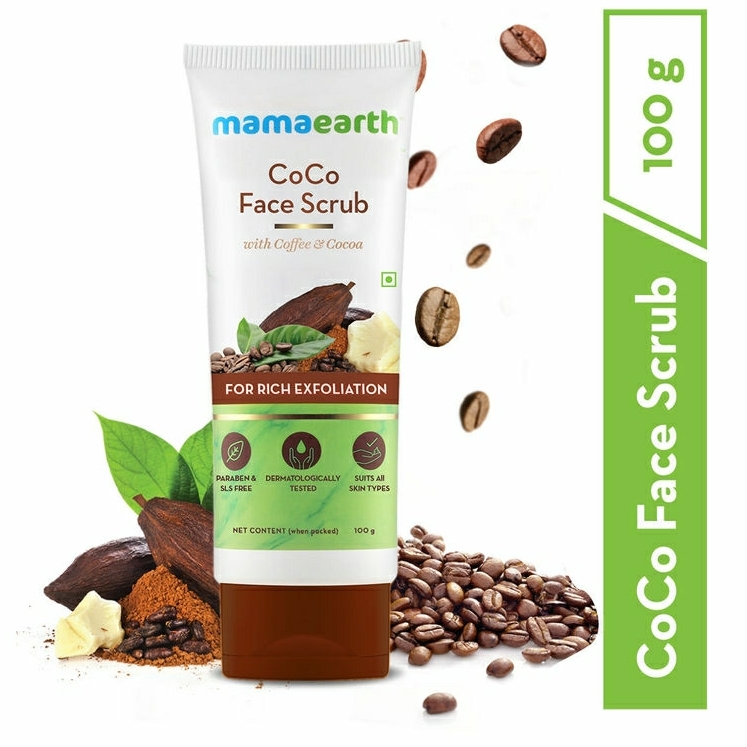 mamaearth
CoCo
Face Scrub
with Coffee & Cocoa
FOR RICH EXFOLIATION
PARABEN &
SLS FREE
DERMATOLOGICALLY
TESTED
SUITS All
SKIN TYPES
NET CONTENT (when packed) 100 g
CoCo Face Scrub
100 g